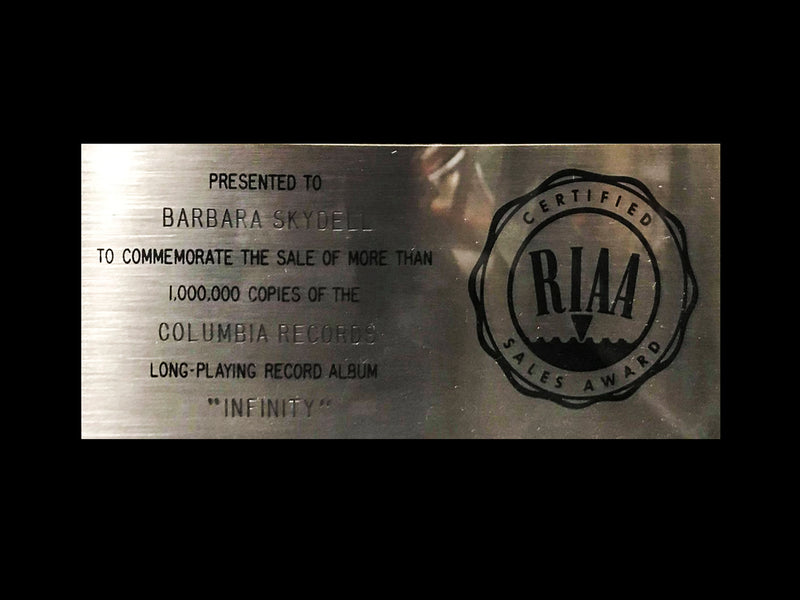 PRESENTED TO
BARBARA SKYDELL
TO COMMEMORATE THE SALE OF MORE THAN
1,000,000 COPIES OF THE
COLUMBIA RECORDS
LONG-PLAYING RECORD ALBUM
"INFINITY"
CERTIFIED
RIAA
SALES AWARD